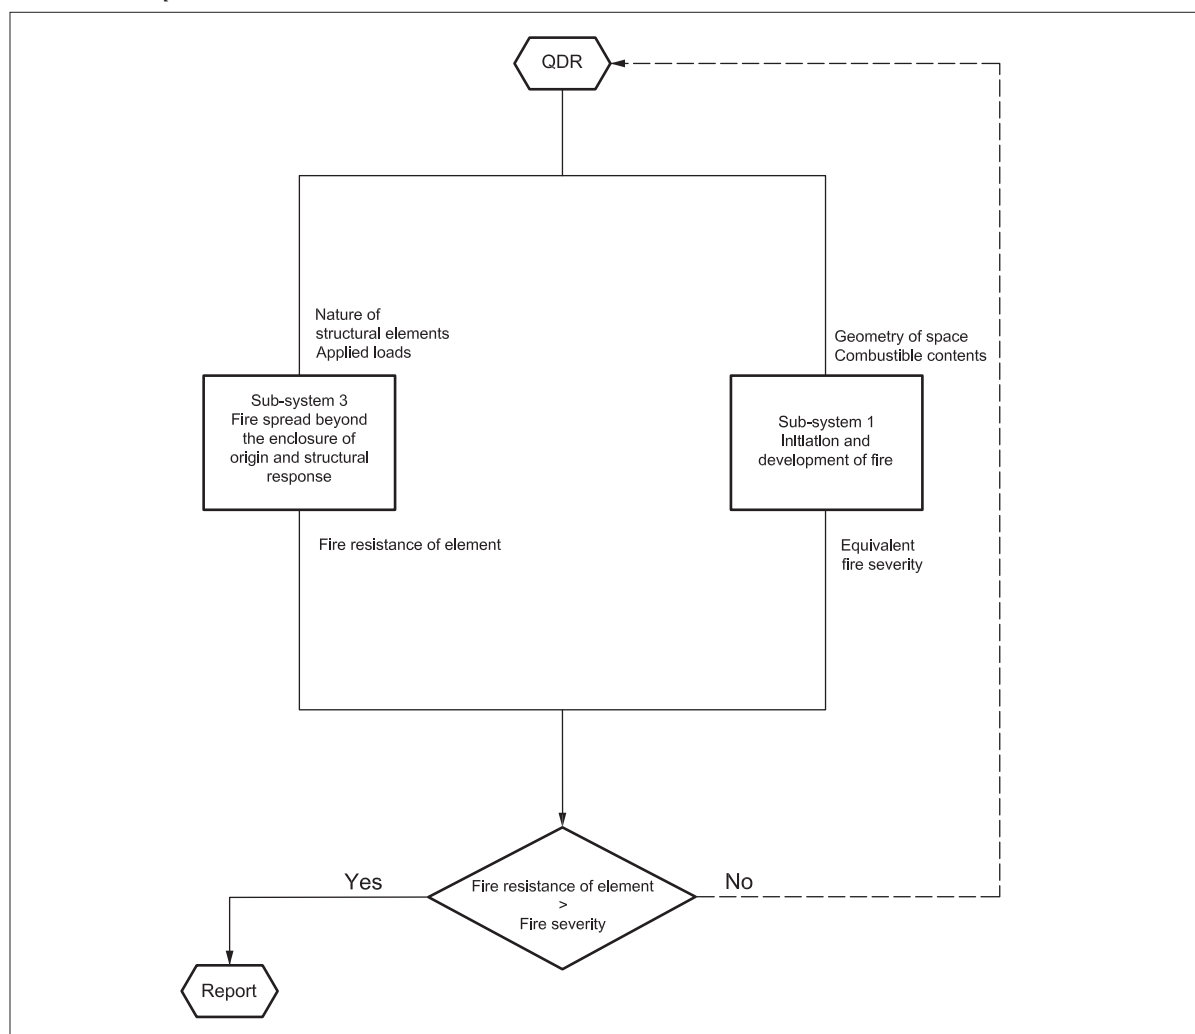 QDR
Nature of
structural elements
Applied loads
Geometry of space
Combustible contents
Sub-system 3
Fire spread beyond
the enclosure of
origin and structural
response
Sub-system 1
Initiation and
development of fire
Fire resistance of element
Equivalent
fire severity
Yes
No
Fire resistance of element
>
Fire severity
Report